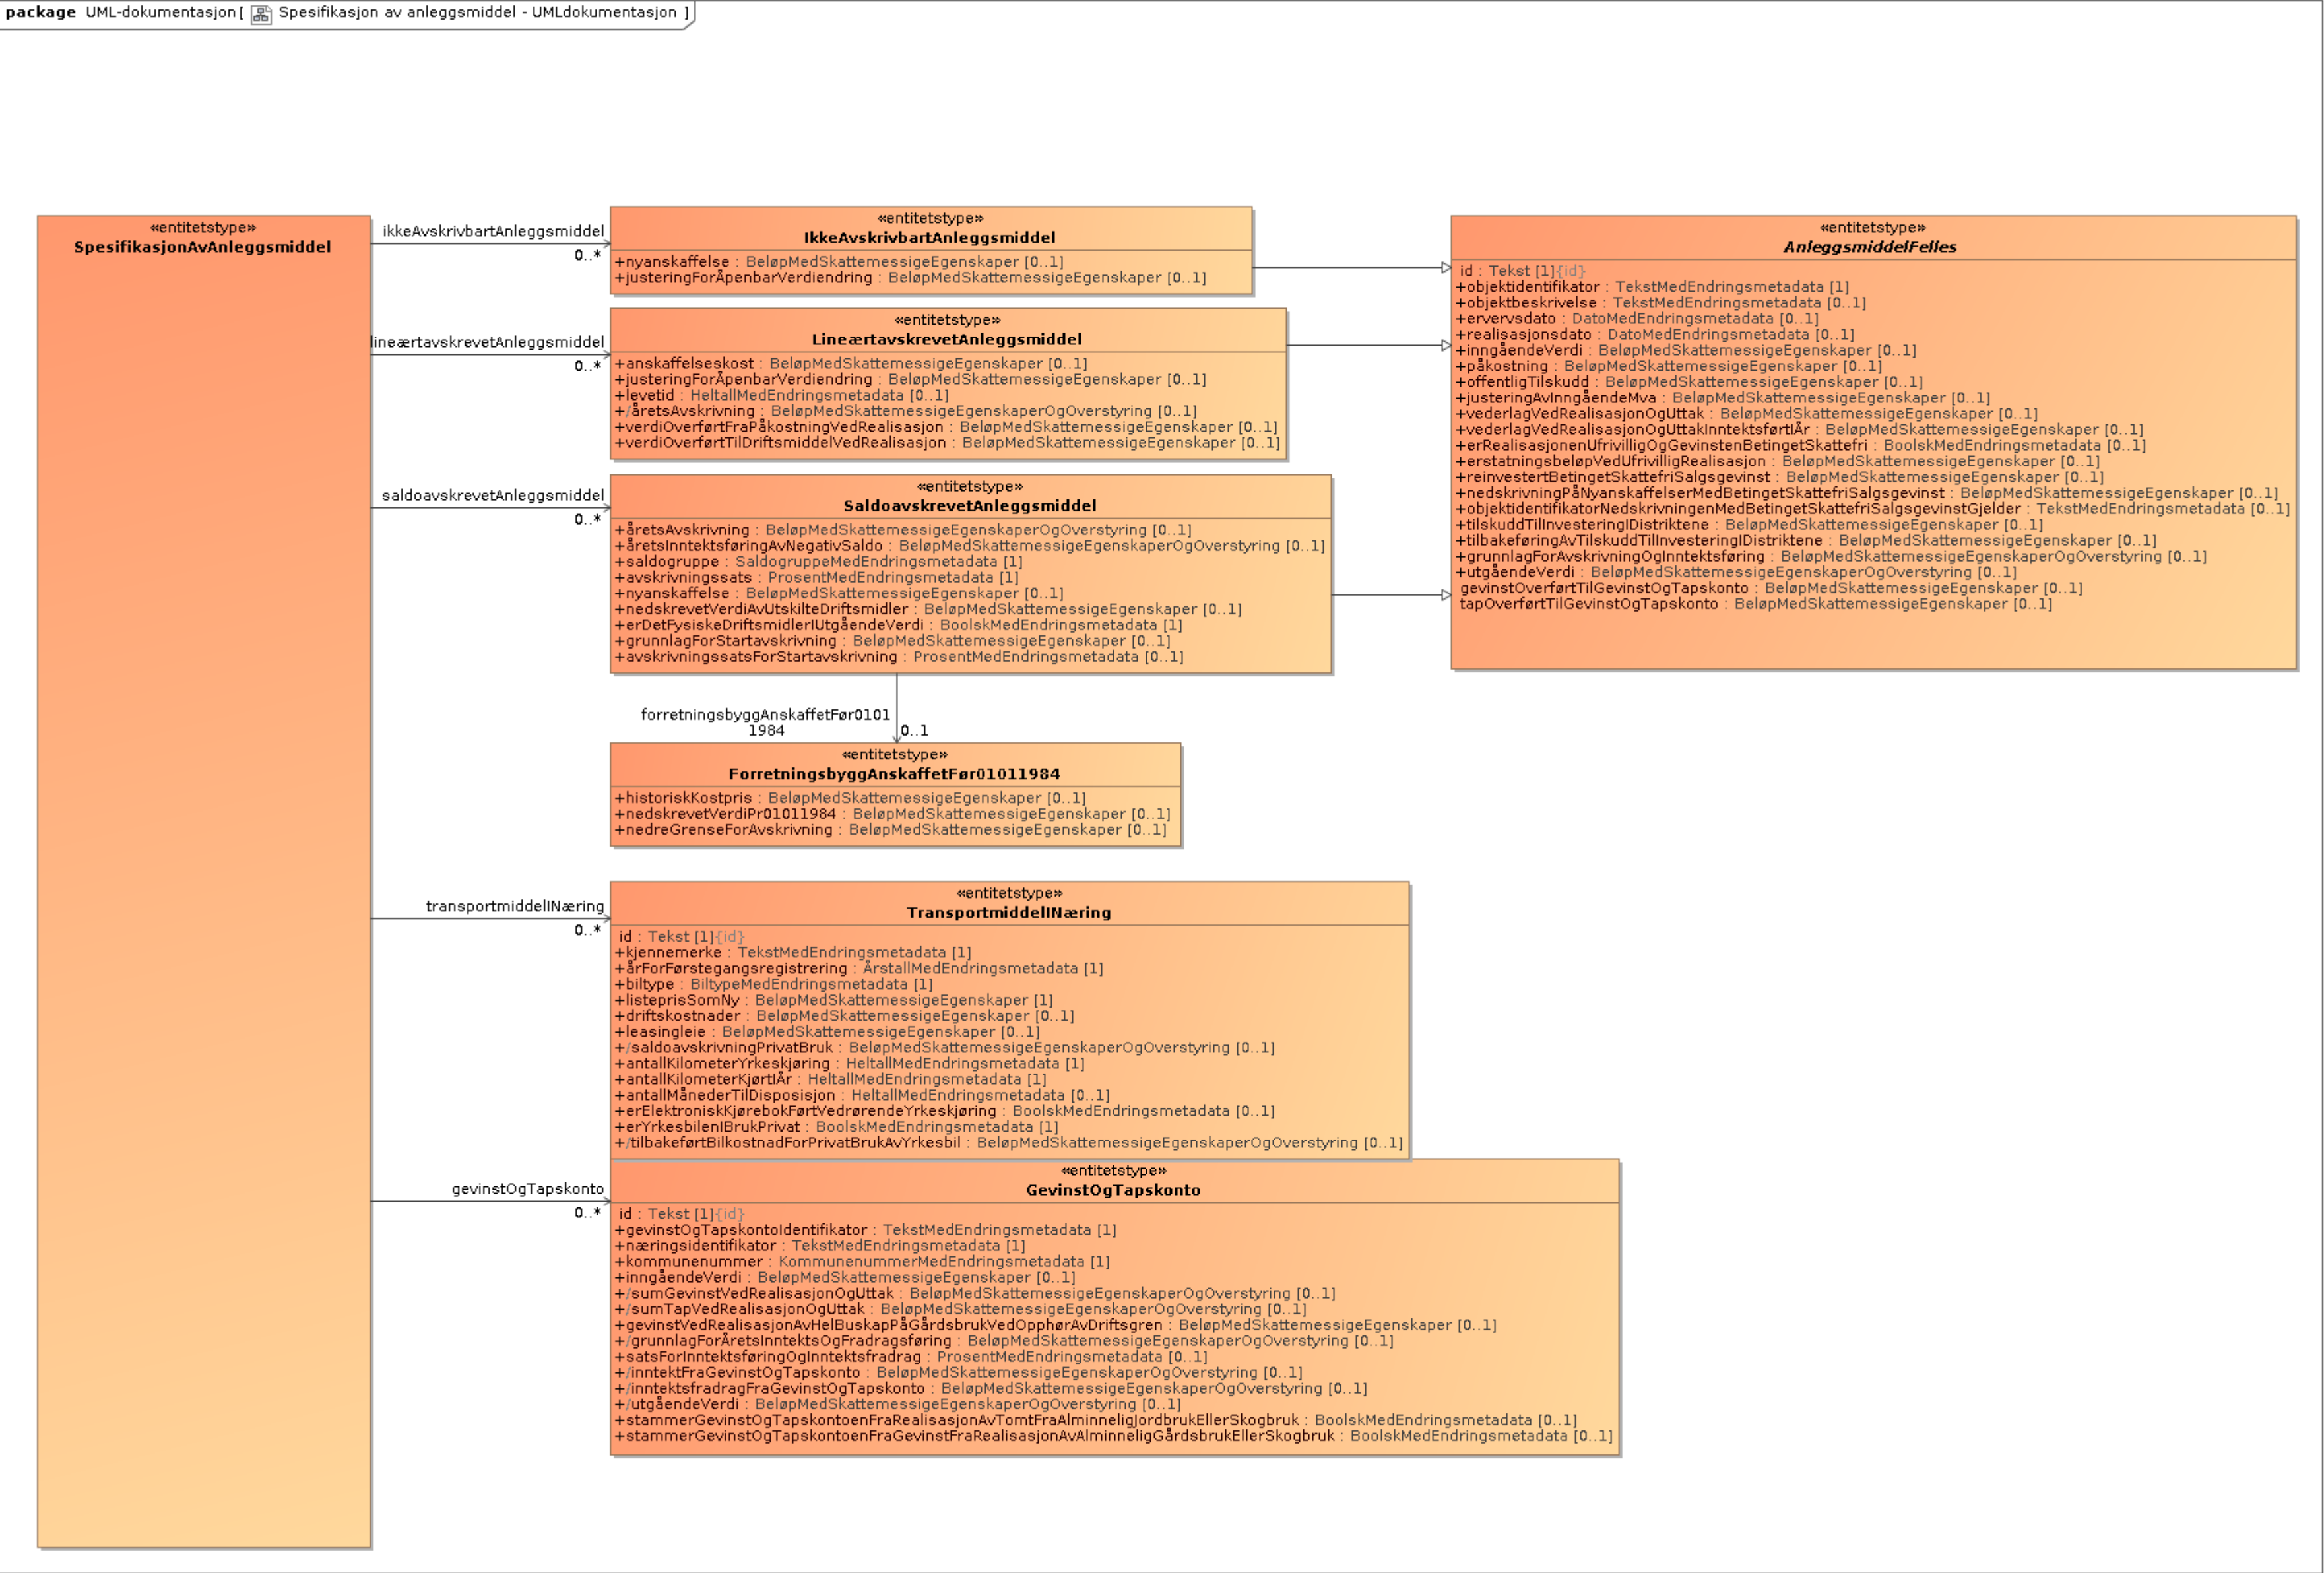 package UML-dokumentasjon[ Spesifikasjon av anleggsmiddel - UMLdokumentasjon ]
«entitetstype»
SpesifikasjonAvAnleggsmiddel
ikkeAvskrivbartAnleggsmiddel
0..*
«entitetstype»
IkkeAvskrivbartAnleggsmiddel
+nyanskaffelse : BeløpMedSkattemessigeEgenskaper [0..1]
+justeringForÅpenbarVerdiendring : BeløpMedSkattemessigeEgenskaper [0..1]
lineærtavskrevetAnleggsmiddel
0..*
«entitetstype»
LineærtavskrevetAnleggsmiddel
+anskaffelseskost : BeløpMedSkattemessigeEgenskaper [0..1]
+justeringForÅpenbarVerdiendring : BeløpMedSkattemessigeEgenskaper [0..1]
+levetid : HeltallMedEndringsmetadata [0..1]
+/åretsAvskrivning : BeløpMedSkattemessigeEgenskaperOgOverstyring [0..1]
+verdiOverførtFraPåkostningVedRealisasjon : BeløpMedSkattemessigeEgenskaper [0..1]
+verdiOverførtTilDriftsmiddelVedRealisasjon : BeløpMedSkattemessigeEgenskaper [0..1]
saldoavskrevetAnleggsmiddel
0..*
«entitetstype»
SaldoavskrevetAnleggsmiddel
+åretsAvskrivning : BeløpMedSkattemessigeEgenskaperOgOverstyring [0..1]
+åretsInntektsføringAvNegativSaldo : BeløpMedSkattemessigeEgenskaperOgOverstyring [0..1]
+saldogruppe : SaldogruppeMedEndringsmetadata [1]
+avskrivningssats : ProsentMedEndringsmetadata [1]
+nyanskaffelse : BeløpMedSkattemessigeEgenskaper [0..1]
+nedskrevetVerdiAvUtskilteDriftsmidler : BeløpMedSkattemessigeEgenskaper [0..1]
+erDetFysiskeDriftsmidlerIUtgåendeVerdi : BoolskMedEndringsmetadata [1]
+grunnlagForStartavskrivning : BeløpMedSkattemessigeEgenskaper [0..1]
+avskrivningssatsForStartavskrivning : ProsentMedEndringsmetadata [0..1]
«entitetstype»
AnleggsmiddelFelles
id : Tekst [1]{id}
+objektidentifikator : TekstMedEndringsmetadata [1]
+objektbeskrivelse : TekstMedEndringsmetadata [0..1]
+ervervsdato : DatoMedEndringsmetadata [0..1]
+realisasjonsdato : DatoMedEndringsmetadata [0..1]
+inngåendeVerdi : BeløpMedSkattemessigeEgenskaper [0..1]
+påkostning : BeløpMedSkattemessigeEgenskaper [0..1]
+offentligTilskudd : BeløpMedSkattemessigeEgenskaper [0..1]
+justeringAvInngåendeMva : BeløpMedSkattemessigeEgenskaper [0..1]
+vederlagVedRealisasjonOgUttak : BeløpMedSkattemessigeEgenskaper [0..1]
+vederlagVedRealisasjonOgUttakInntektsførtIÅr : BeløpMedSkattemessigeEgenskaper [0..1]
+erRealisasjonenUfrivilligOgGevinstenBetingetSkattefri : BoolskMedEndringsmetadata [0..1]
+erstatningsbeløpVedUfrivilligRealisasjon : BeløpMedSkattemessigeEgenskaper [0..1]
+reinvestertBetingetSkattefriSalgsgevinst : BeløpMedSkattemessigeEgenskaper [0..1]
+nedskrivningPåNyanskaffelserMedBetingetSkattefriSalgsgevinst : BeløpMedSkattemessigeEgenskaper [0..1]
+objektidentifikatorNedskrivningenMedBetingetSkattefriSalgsgevinstGjelder : TekstMedEndringsmetadata [0..1]
+tilskuddTilInvesteringIDistriktene : BeløpMedSkattemessigeEgenskaper [0..1]
+tilbakeføringAvTilskuddTilInvesteringIDistriktene : BeløpMedSkattemessigeEgenskaper [0..1]
+grunnlagForAvskrivningOgInntektsføring : BeløpMedSkattemessigeEgenskaperOgOverstyring [0..1]
+utgåendeVerdi : BeløpMedSkattemessigeEgenskaperOgOverstyring [0..1]
gevinstOverførtTilGevinstOgTapskonto : BeløpMedSkattemessigeEgenskaper [0..1]
tapOverførtTilGevinstOgTapskonto : BeløpMedSkattemessigeEgenskaper [0..1]
forretningsbyggAnskaffetFør0101
1984
0..1
«entitetstype»
ForretningsbyggAnskaffetFør01011984
+historiskKostpris : BeløpMedSkattemessigeEgenskaper [0..1]
+nedskrevetVerdiPr01011984 : BeløpMedSkattemessigeEgenskaper [0..1]
+nedreGrenseForAvskrivning : BeløpMedSkattemessigeEgenskaper [0..1]
transportmiddelINæring
0..*
«entitetstype»
TransportmiddelINæring
id : Tekst [1]{id}
+kjennemerke : TekstMedEndringsmetadata [1]
+årForFørstegangsregistrering : ÅrstallMedEndringsmetadata [1]
+biltype : BiltypeMedEndringsmetadata [1]
+listeprisSomNy : BeløpMedSkattemessigeEgenskaper [1]
+driftskostnader : BeløpMedSkattemessigeEgenskaper [0..1]
+leasingleie : BeløpMedSkattemessigeEgenskaper [0..1]
+/saldoavskrivningPrivatBruk : BeløpMedSkattemessigeEgenskaperOgOverstyring [0..1]
+antallKilometerYrkeskjøring : HeltallMedEndringsmetadata [1]
+antallKilometerKjørtIÅr : HeltallMedEndringsmetadata [1]
+antallMånederTilDisposisjon : HeltallMedEndringsmetadata [0..1]
+erElektroniskKjørebokFørtVedrørendeYrkeskjøring : BoolskMedEndringsmetadata [0..1]
+erYrkesbilenIBrukPrivat : BoolskMedEndringsmetadata [1]
+/tilbakeførtBilkostnadForPrivatBrukAvYrkesbil : BeløpMedSkattemessigeEgenskaperOgOverstyring [0..1]
gevinstOgTapskonto
0..*
«entitetstype»
GevinstOgTapskonto
id : Tekst [1]{id}
+gevinstOgTapskontoIdentifikator : TekstMedEndringsmetadata [1]
+næringsidentifikator : TekstMedEndringsmetadata [1]
+kommunenummer : KommunenummerMedEndringsmetadata [1]
+inngåendeVerdi : BeløpMedSkattemessigeEgenskaper [0..1]
+/sumGevinstVedRealisasjonOgUttak : BeløpMedSkattemessigeEgenskaperOgOverstyring [0..1]
+/sumTapVedRealisasjonOgUttak : BeløpMedSkattemessigeEgenskaperOgOverstyring [0..1]
+gevinstVedRealisasjonAvHelBuskapPåGårdsbrukVedOpphørAvDriftsgren : BeløpMedSkattemessigeEgenskaper [0..1]
+/grunnlagForÅretsInntektsOgFradragsføring : BeløpMedSkattemessigeEgenskaperOgOverstyring [0..1]
+satsForInntektsføringOgInntektsfradrag : ProsentMedEndringsmetadata [0..1]
+/inntektFraGevinstOgTapskonto : BeløpMedSkattemessigeEgenskaperOgOverstyring [0..1]
+/inntektsfradragFraGevinstOgTapskonto : BeløpMedSkattemessigeEgenskaperOgOverstyring [0..1]
+/utgåendeVerdi : BeløpMedSkattemessigeEgenskaperOgOverstyring [0..1]
+stammerGevinstOgTapskontoenFraRealisasjonAvTomtFraAlminneligJordbrukEllerSkogbruk : BoolskMedEndringsmetadata [0..1]
+stammerGevinstOgTapskontoenFraGevinstFraRealisasjonAvAlminneligGårdsbrukEllerSkogbruk : BoolskMedEndringsmetadata [0..1]